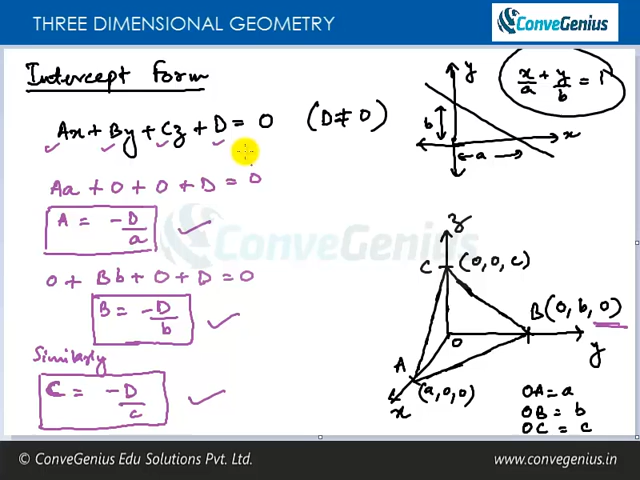 THREE DIMENSIONAL GEOMETRY
ConveGenius
Intercept Form
Ax + By + Cz + D = 0 (D ≠ 0)
Aa + 0 + 0 + D = 0
A = -D/a
0 + Bb + 0 + D = 0
B = -D/b
Similarly
C = -D/c
y
x/a + y/b = 1
b
x
a
z
C (0, 0, c)
B(0, b, 0)
O
y
A
(a, 0, 0)
x
OA = a
OB = b
OC = c
ConveGenius
© ConveGenius Edu Solutions Pvt. Ltd.
www.convegenius.in